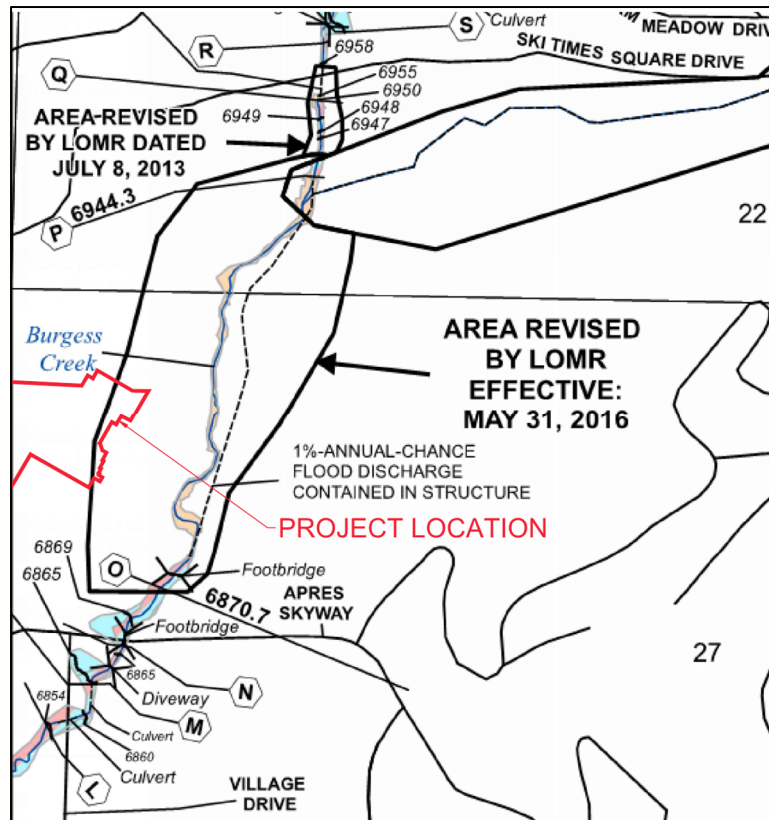 Culvert
S
MEADOW DRIV
R
6958
SKI TIMES SQUARE DRIVE
Q
6955
6950
6949
6948
6947
AREA-REVISED
BY LOMR DATED
JULY 8, 2013
P
6944.3
22
Burgess
Creek
AREA REVISED
BY LOMR
EFFECTIVE:
MAY 31, 2016
1%-ANNUAL-CHANCE
FLOOD DISCHARGE
CONTAINED IN STRUCTURE
PROJECT LOCATION
6869
6865
O
Footbridge
6870.7
APRES
SKYWAY
Footbridge
27
6865
N
Diveway
6854
M
Culvert
6860
Culvert
L
VILLAGE
DRIVE